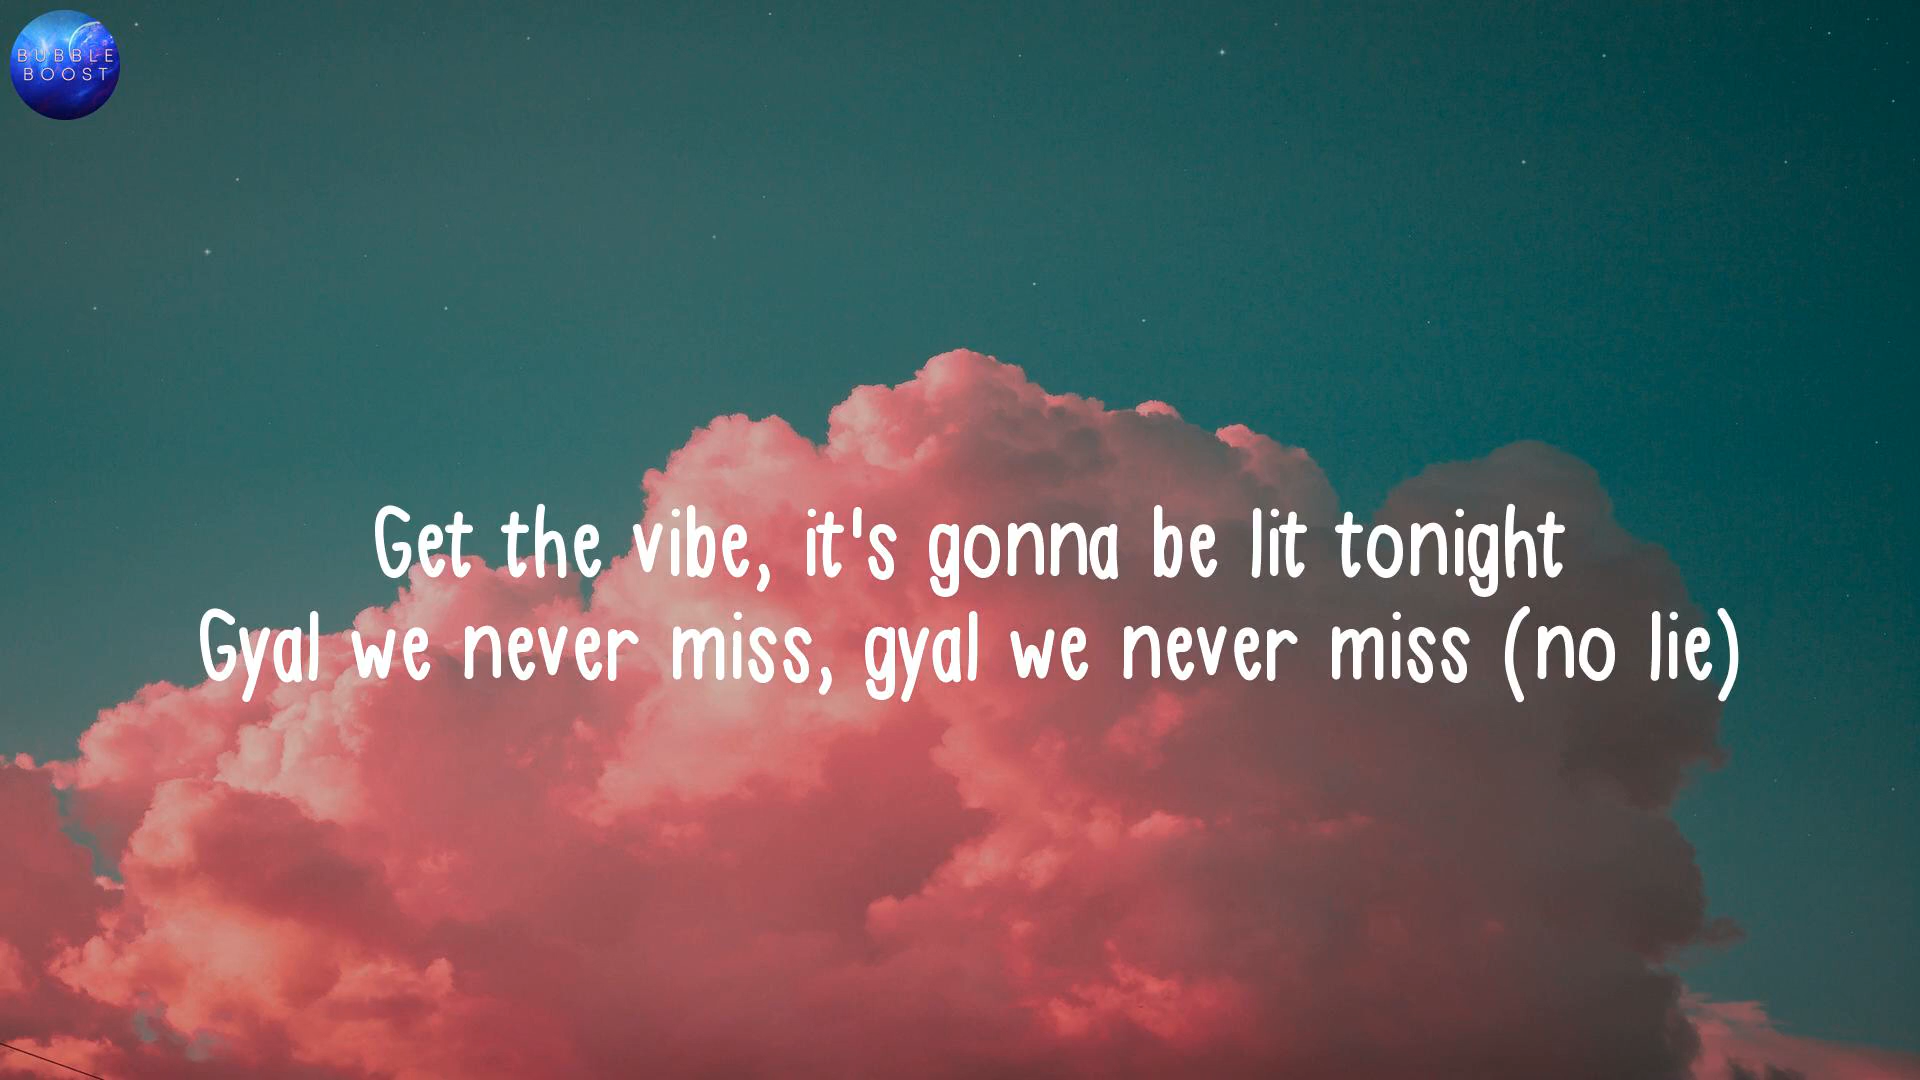 BUBBLE
BOOST
Get the vibe, it's gonna be lit tonight
Gyal we never miss, gyal we never miss (no lie)